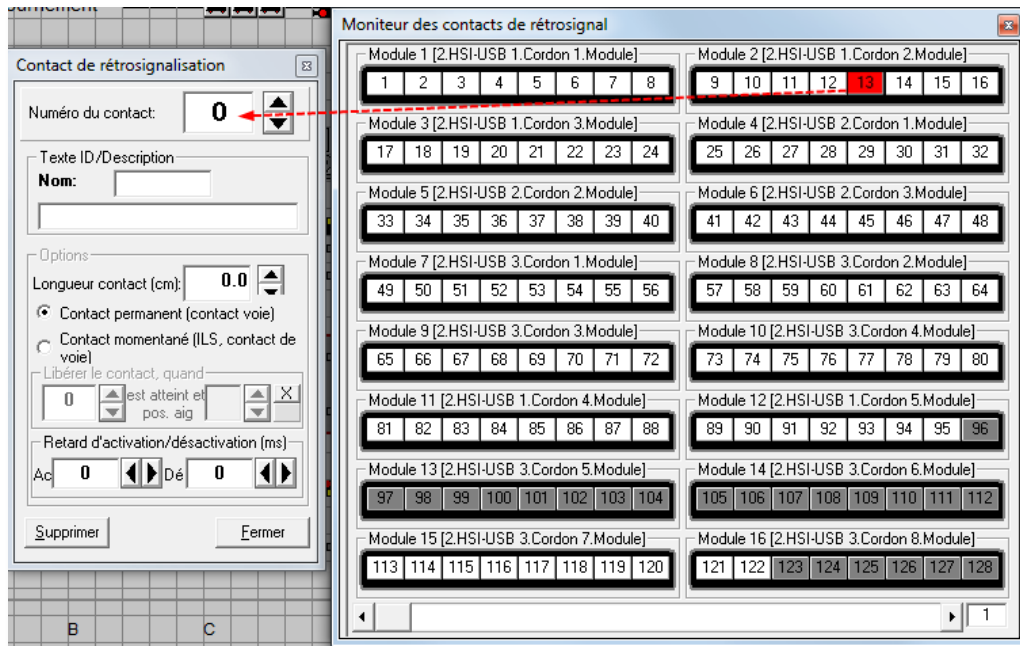 Contact de rétrosignalisation
Numéro du contact: 0
Texte ID/Description
Nom:
Options
Longueur contact (cm): 0.0
Contact permanent (contact voie)
Contact momentané (ILS, contact de
voie)
Libérer le contact, quand
0 est atteint et X
pos. aig
Retard d'activation/désactivation (ms)
Ac 0 Dé 0
Supprimer Fermer
B C
Moniteur des contacts de rétrosignal
Module 1 [2.HSI-USB 1.Cordon 1.Module] Module 2 [2.HSI-USB 1.Cordon 2.Module]
1 2 3 4 5 6 7 8 9 10 11 12 13 14 15 16
Module 3 [2.HSI-USB 1.Cordon 3.Module] Module 4 [2.HSI-USB 2.Cordon 1.Module]
17 18 19 20 21 22 23 24 25 26 27 28 29 30 31 32
Module 5 [2.HSI-USB 2.Cordon 2.Module] Module 6 [2.HSI-USB 2.Cordon 3.Module]
33 34 35 36 37 38 39 40 41 42 43 44 45 46 47 48
Module 7 [2.HSI-USB 3.Cordon 1.Module] Module 8 [2.HSI-USB 3.Cordon 2.Module]
49 50 51 52 53 54 55 56 57 58 59 60 61 62 63 64
Module 9 [2.HSI-USB 3.Cordon 3.Module] Module 10 [2.HSI-USB 3.Cordon 4.Module]
65 66 67 68 69 70 71 72 73 74 75 76 77 78 79 80
Module 11 [2.HSI-USB 1.Cordon 4.Module] Module 12 [2.HSI-USB 1.Cordon 5.Module]
81 82 83 84 85 86 87 88 89 90 91 92 93 94 95 96
Module 13 [2.HSI-USB 3.Cordon 5.Module] Module 14 [2.HSI-USB 3.Cordon 6.Module]
97 98 99 100 101 102 103 104 105 106 107 108 109 110 111 112
Module 15 [2.HSI-USB 3.Cordon 7.Module] Module 16 [2.HSI-USB 3.Cordon 8.Module]
113 114 115 116 117 118 119 120 121 122 123 124 125 126 127 128
1